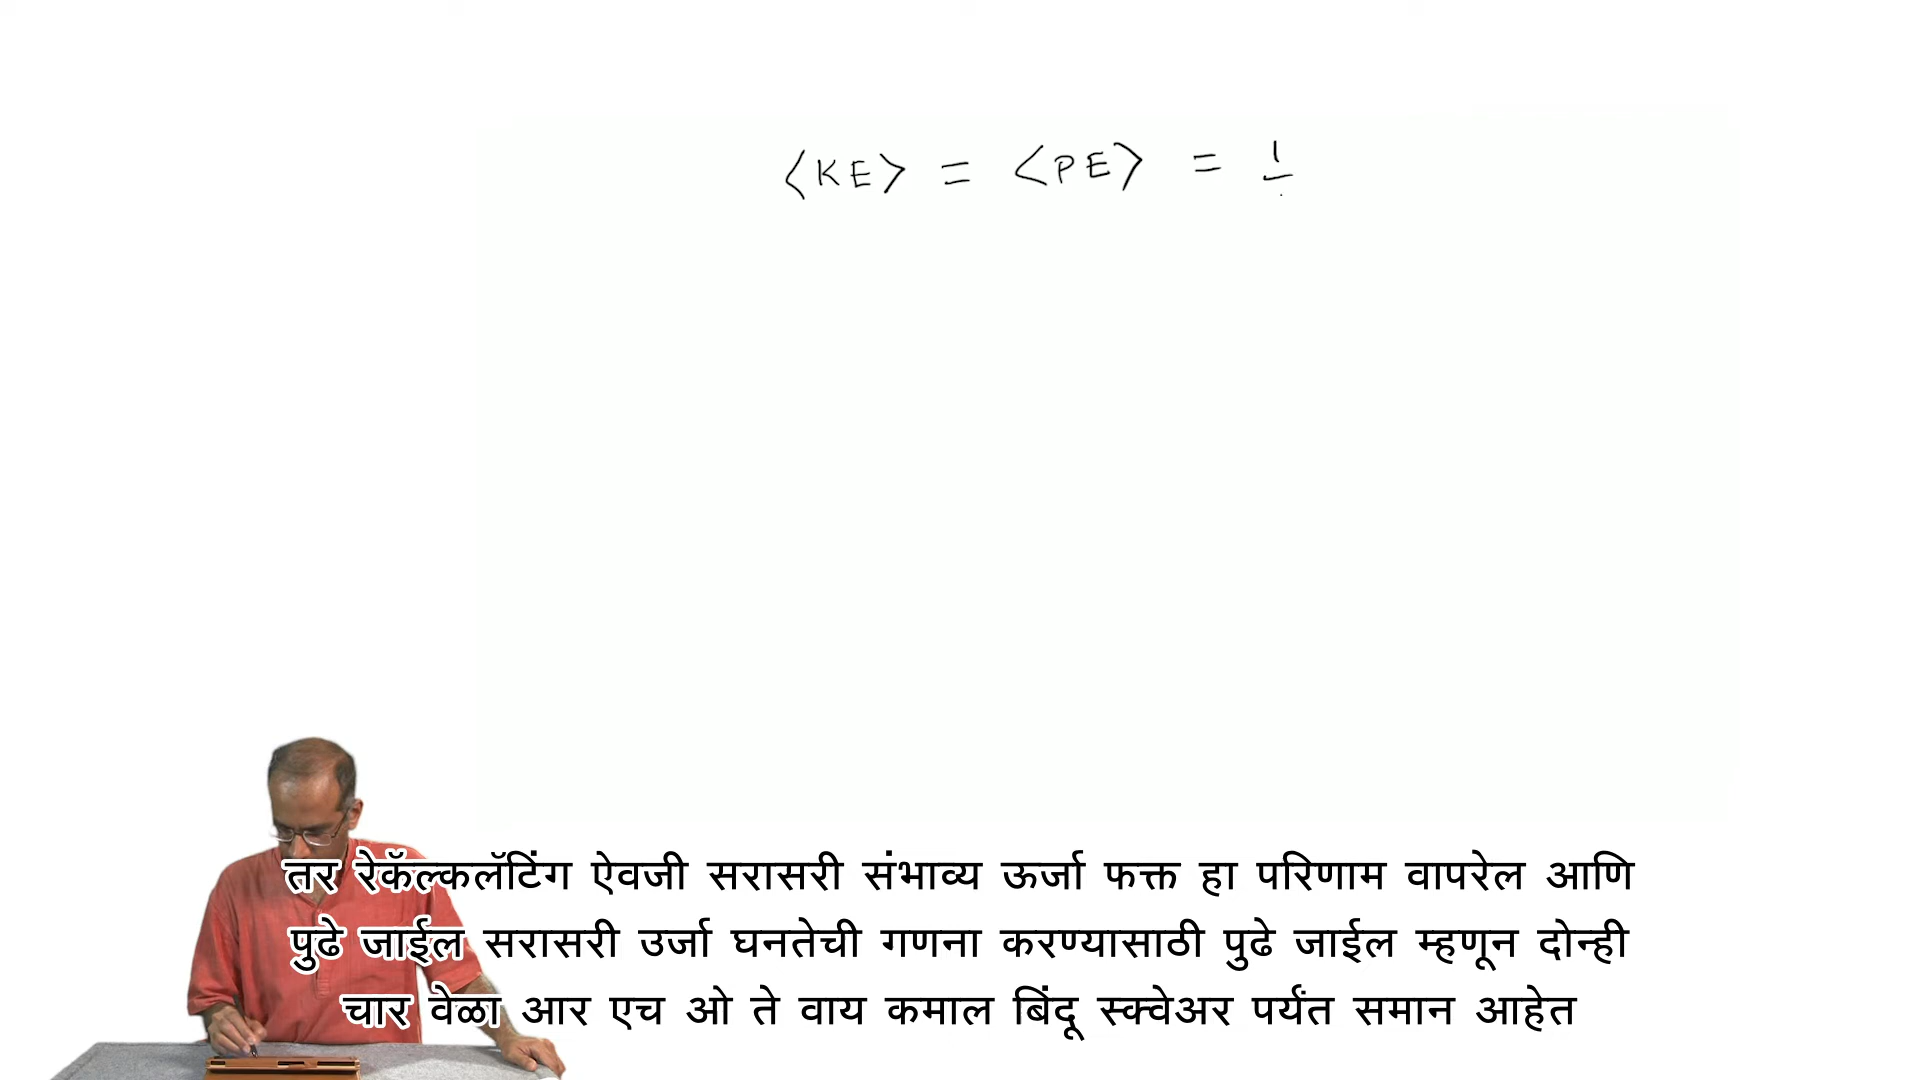 <KE> = <PE> = 1/
तर रेकॅल्कलॅटिंग ऐवजी सरासरी संभाव्य ऊर्जा फक्त हा परिणाम वापरेल आणि
पुढे जाईल सरासरी उर्जा घनतेची गणना करण्यासाठी पुढे जाईल म्हणून दोन्ही
चार वेळा आर एच ओ ते वाय कमाल बिंदू स्क्वेअर पर्यंत समान आहेत